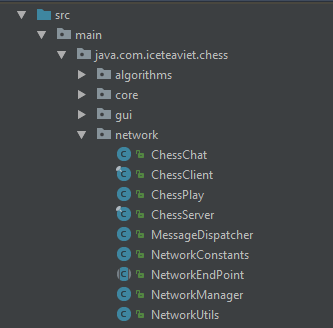 src
main
java.com.iceteaviet.chess
algorithms
core
gui
network
ChessChat
ChessClient
ChessPlay
ChessServer
MessageDispatcher
NetworkConstants
NetworkEndPoint
NetworkManager
NetworkUtils